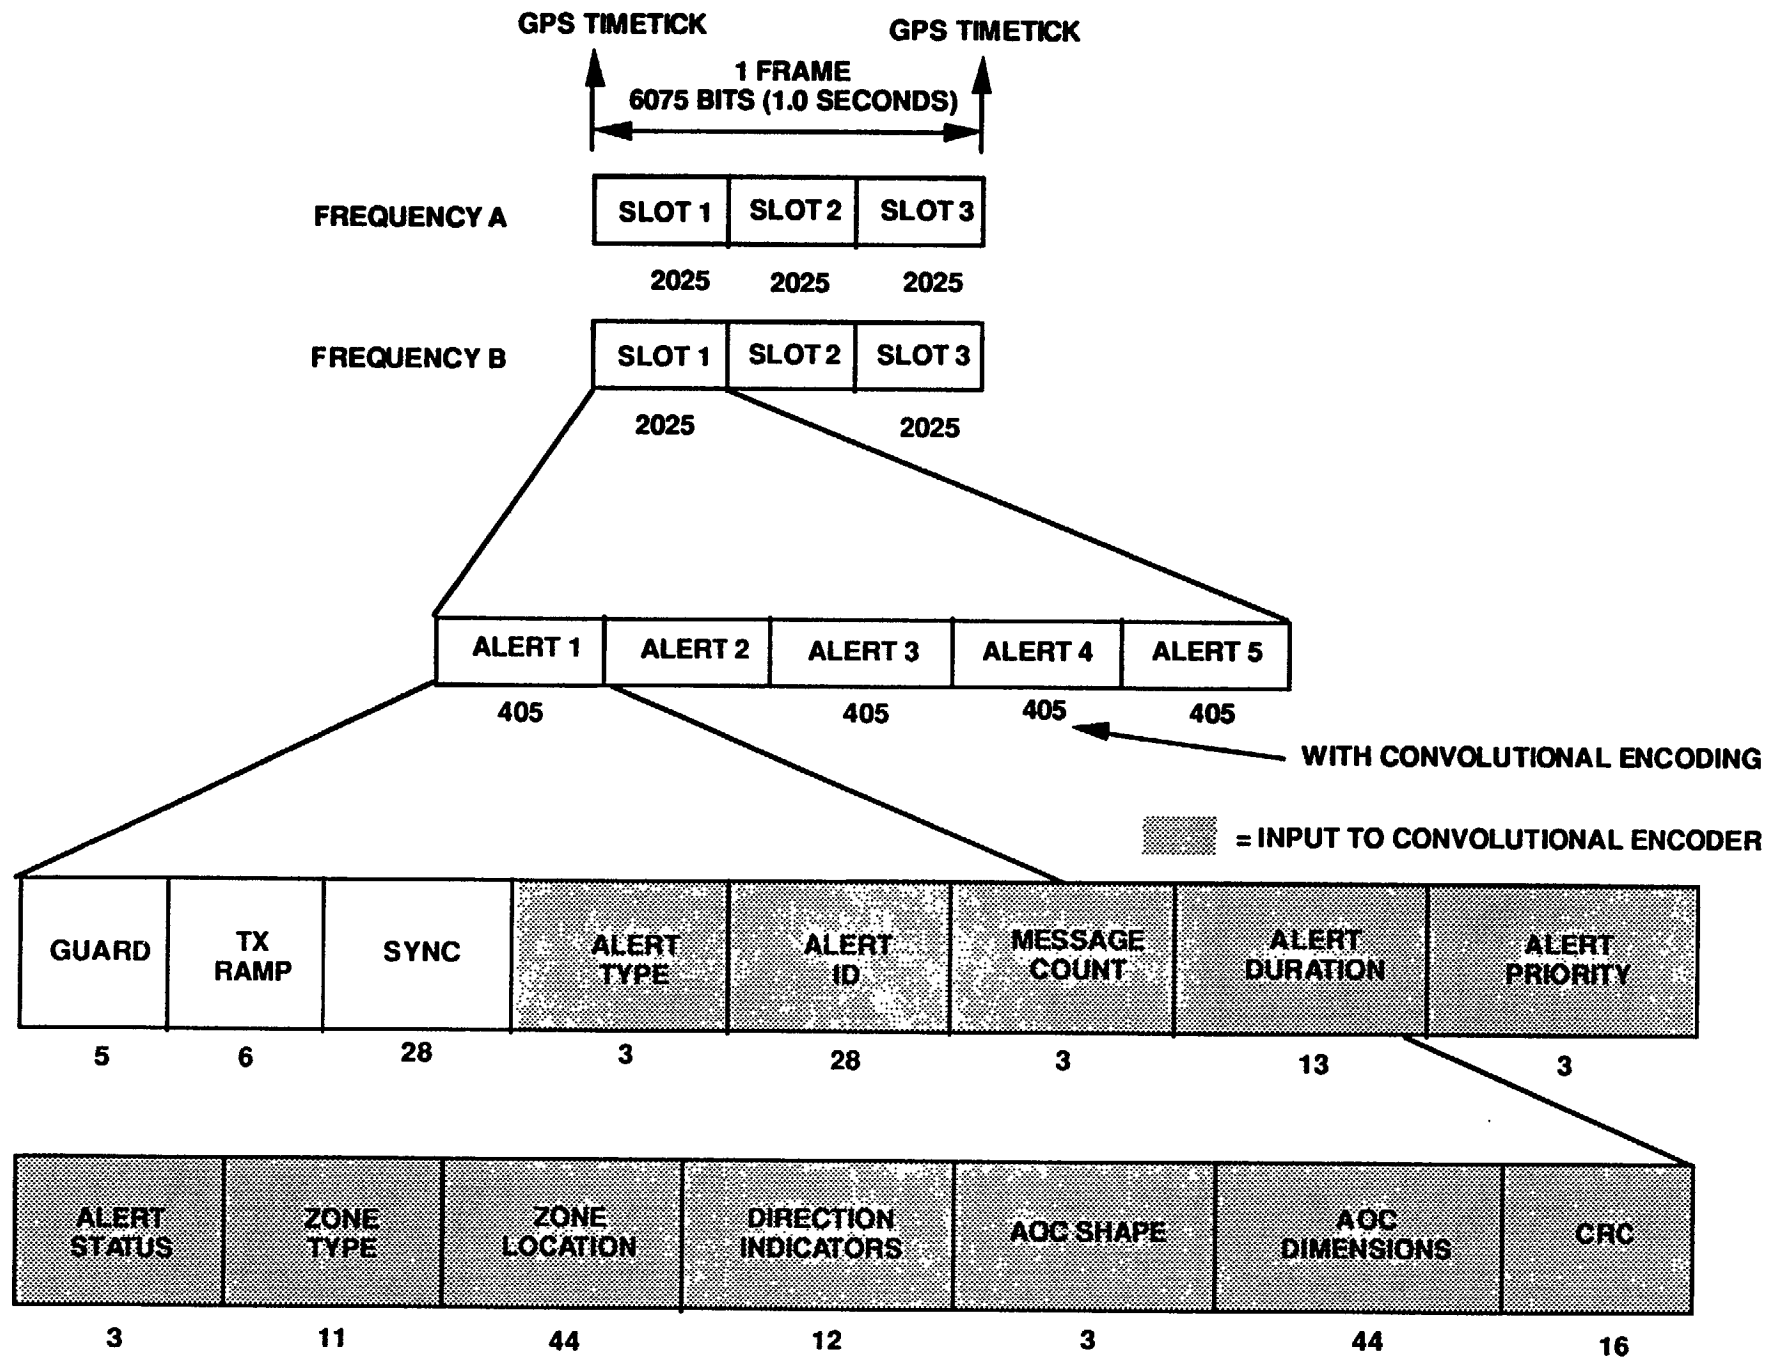 GPS TIMETICK
GPS TIMETICK
1 FRAME
6075 BITS (1.0 SECONDS)
FREQUENCY A
SLOT 1
SLOT 2
SLOT 3
2025
2025
2025
FREQUENCY B
SLOT 1
SLOT 2
SLOT 3
2025
2025
ALERT 1
ALERT 2
ALERT 3
ALERT 4
ALERT 5
405
405
405
405
WITH CONVOLUTIONAL ENCODING
= INPUT TO CONVOLUTIONAL ENCODER
GUARD
TX
RAMP
SYNC
ALERT
TYPE
ALERT
ID
MESSAGE
COUNT
ALERT
DURATION
ALERT
PRIORITY
5
6
28
3
28
3
13
3
ALERT
STATUS
ZONE
TYPE
ZONE
LOCATION
DIRECTION
INDICATORS
AOC SHAPE
AOC
DIMENSIONS
CRC
3
11
44
12
3
44
16